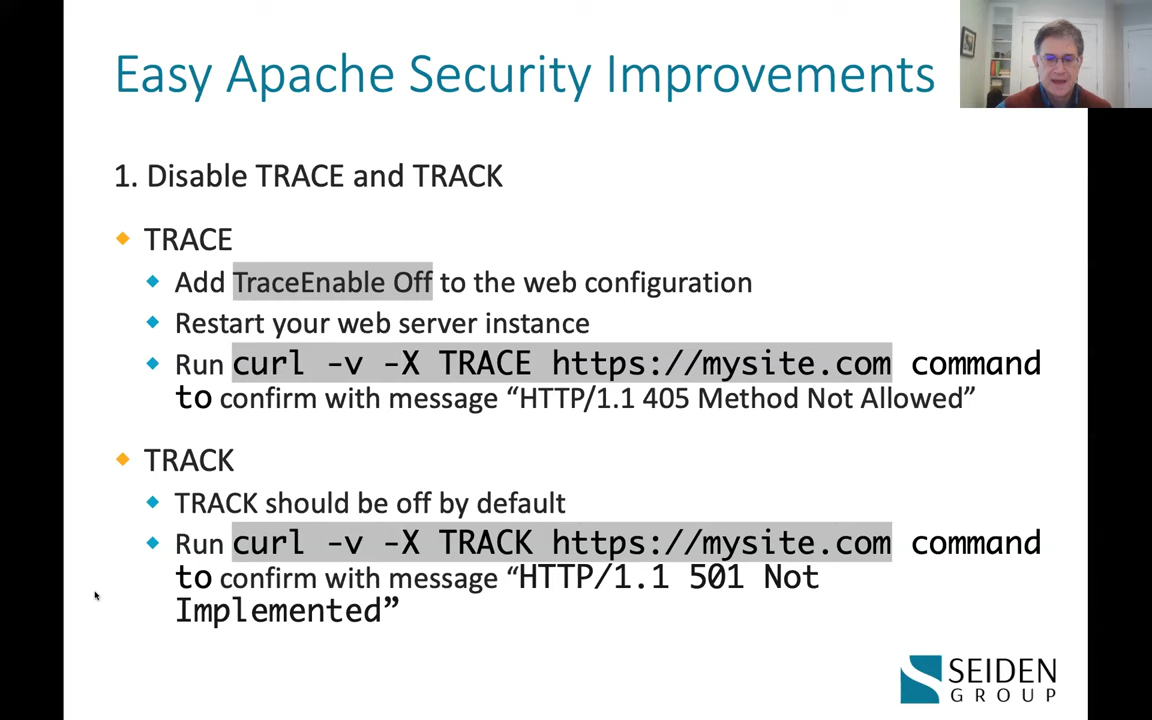 Easy Apache Security Improvements
1. Disable TRACE and TRACK
TRACE
Add TraceEnable Off to the web configuration
Restart your web server instance
Run curl -v -X TRACE https://mysite.com command
to confirm with message “HTTP/1.1 405 Method Not Allowed”
TRACK
TRACK should be off by default
Run curl -v -X TRACK https://mysite.com command
to confirm with message “HTTP/1.1 501 Not
Implemented”
SEIDEN
GROUP